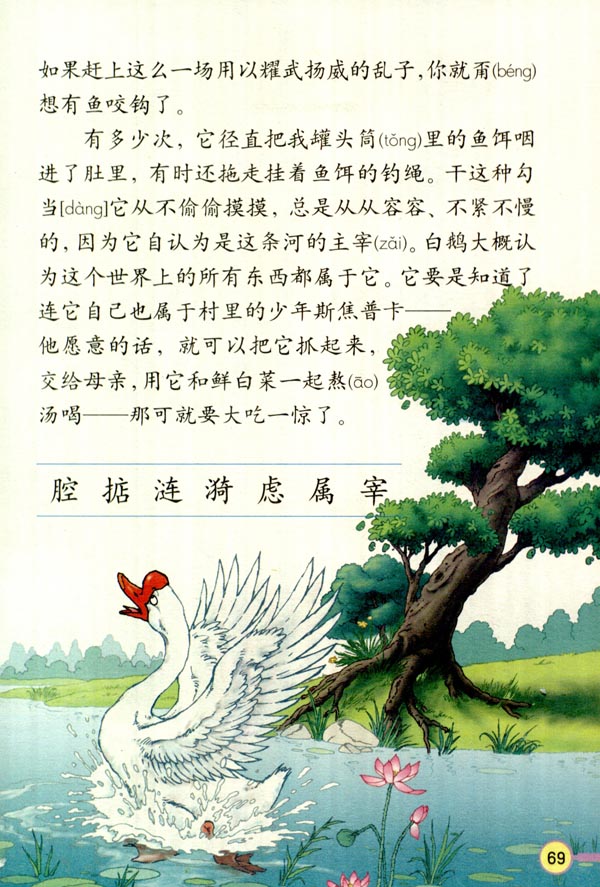 如果赶上这么一场用以耀武扬威的乱子，你就甭(béng)
想有鱼咬钩了。
有多少次，它径直把我罐头筒(tǒng)里的鱼饵咽
进了肚里，有时还拖走挂着鱼饵的钓绳。干这种勾
当[dàng]它从不偷偷摸摸，总是从从容容、不紧不慢
的，因为它自认为是这条河的主宰(zǎi)。白鹅大概认
为这个世界上的所有东西都属于它。它要是知道了
连它自己也属于村里的少年斯焦普卡——
他愿意的话，就可以把它抓起来，
交给母亲，用它和鲜白菜一起熬(āo)
汤喝——那可就要大吃一惊了。
腔 掂 涟 漪 虑 属 宰
69